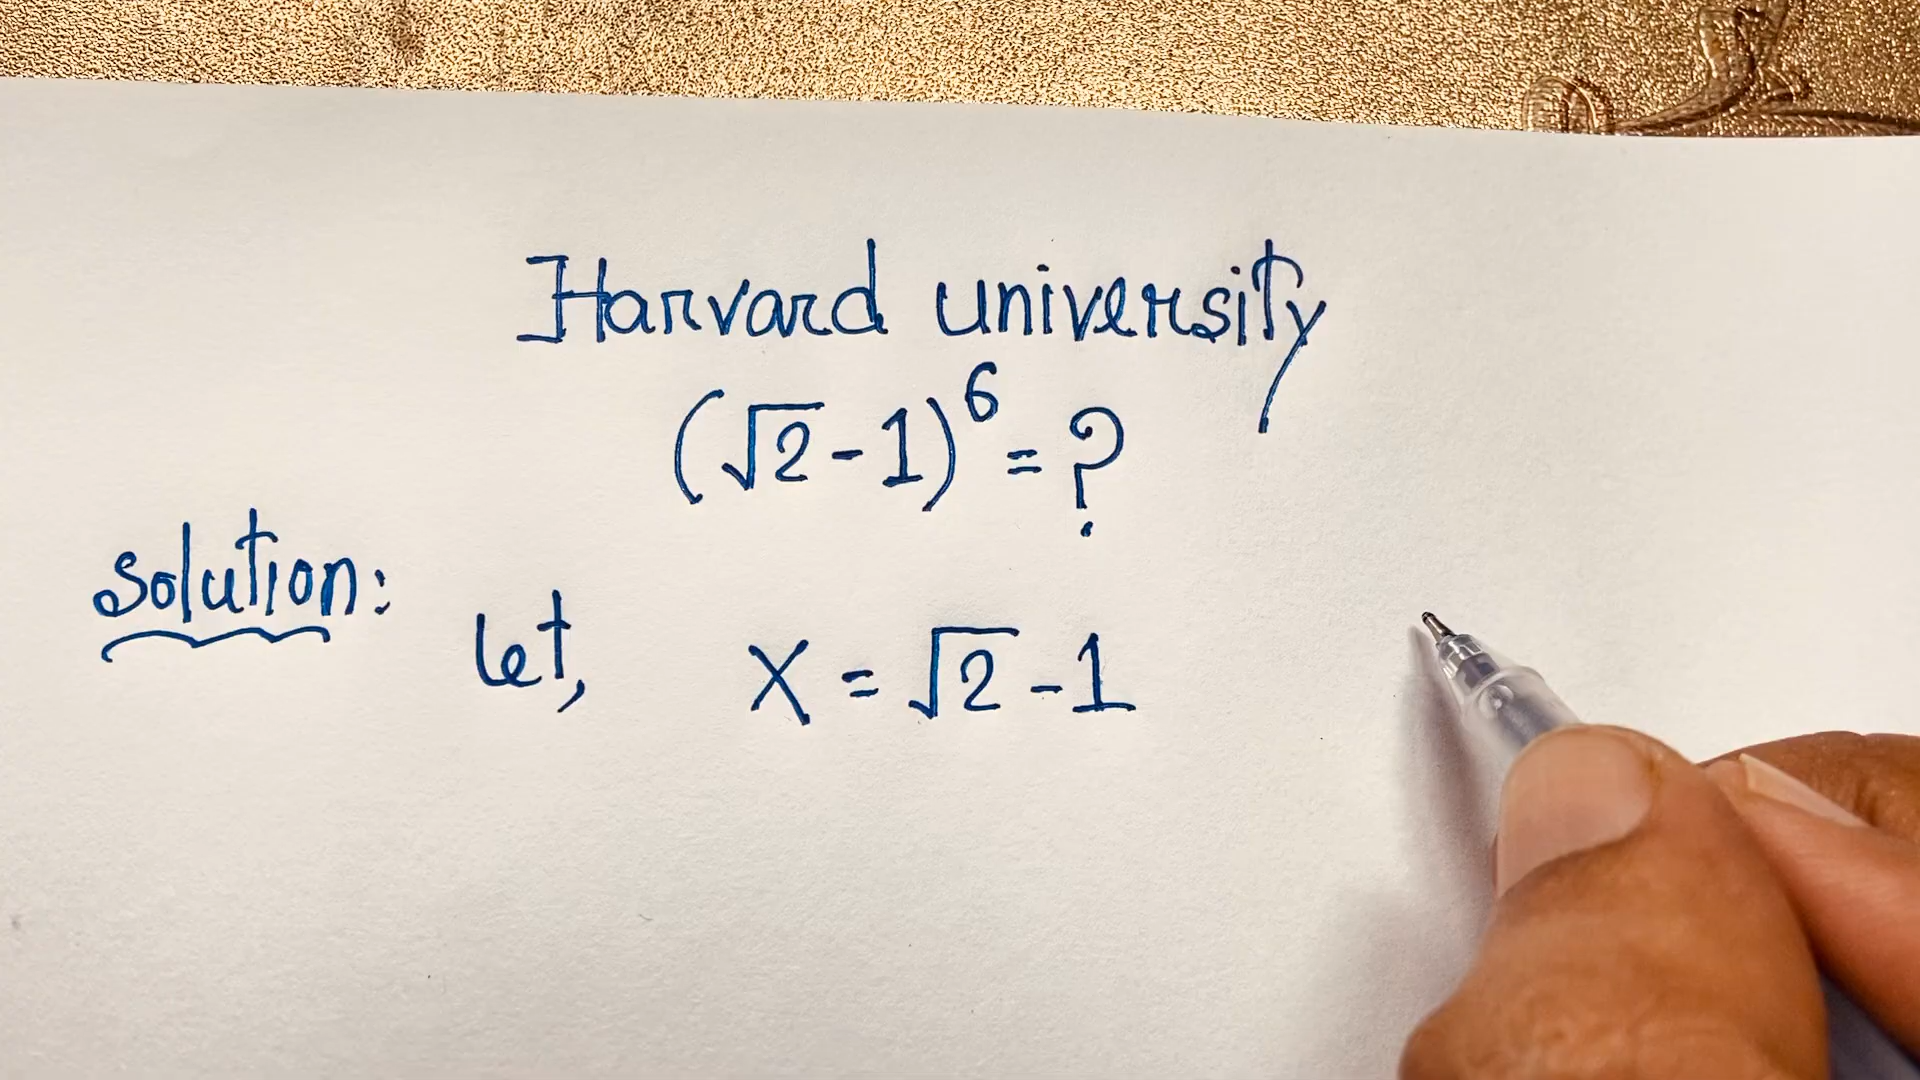 Harvard university
(√2-1)⁶ = ?
Solution:
let, x = √2 - 1